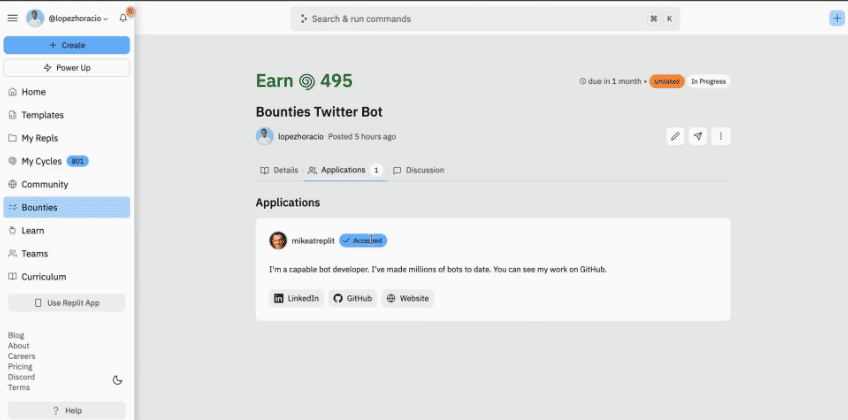 @lopezhoracio
Search & run commands
⌘ K
+ Create
Power Up
Home
Templates
My Repls
My Cycles 801
Community
Bounties
Learn
Teams
Curriculum
Use Replit App
Blog
About
Careers
Pricing
Discord
Terms
? Help
Earn 495
due in 1 month • Unlisted In Progress
Bounties Twitter Bot
lopezhoracio Posted 5 hours ago
Details Applications 1 Discussion
Applications
mikeatreplit Accepted
I'm a capable bot developer. I've made millions of bots to date. You can see my work on GitHub.
LinkedIn GitHub Website